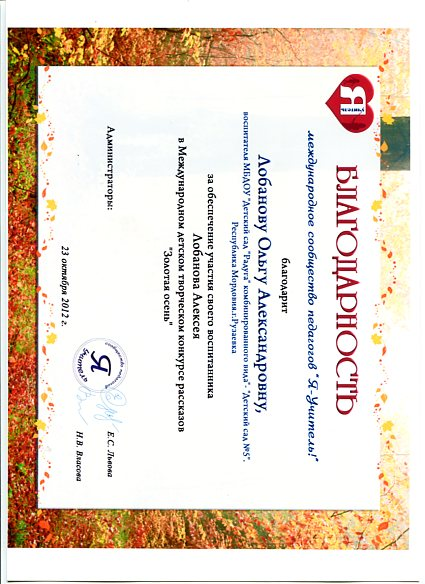 Я
Учитель
БЛАГОДАРНОСТЬ
международное сообщество педагогов "Я-Учитель!"
благодарит
Лобанову Ольгу Александровну,
воспитателя МБДОУ "Детский сад "Радуга" комбинированного вида", "Детский сад №5".
Республика Мордовия.г.Рузаевка
за обеспечение участия своего воспитанника
Лобанова Алексея
в Международном детском творческом конкурсе рассказов
"Золотая осень"
Администраторы:
Е.С. Львова
Н.В. Власова
Я
23 октября 2012 г.